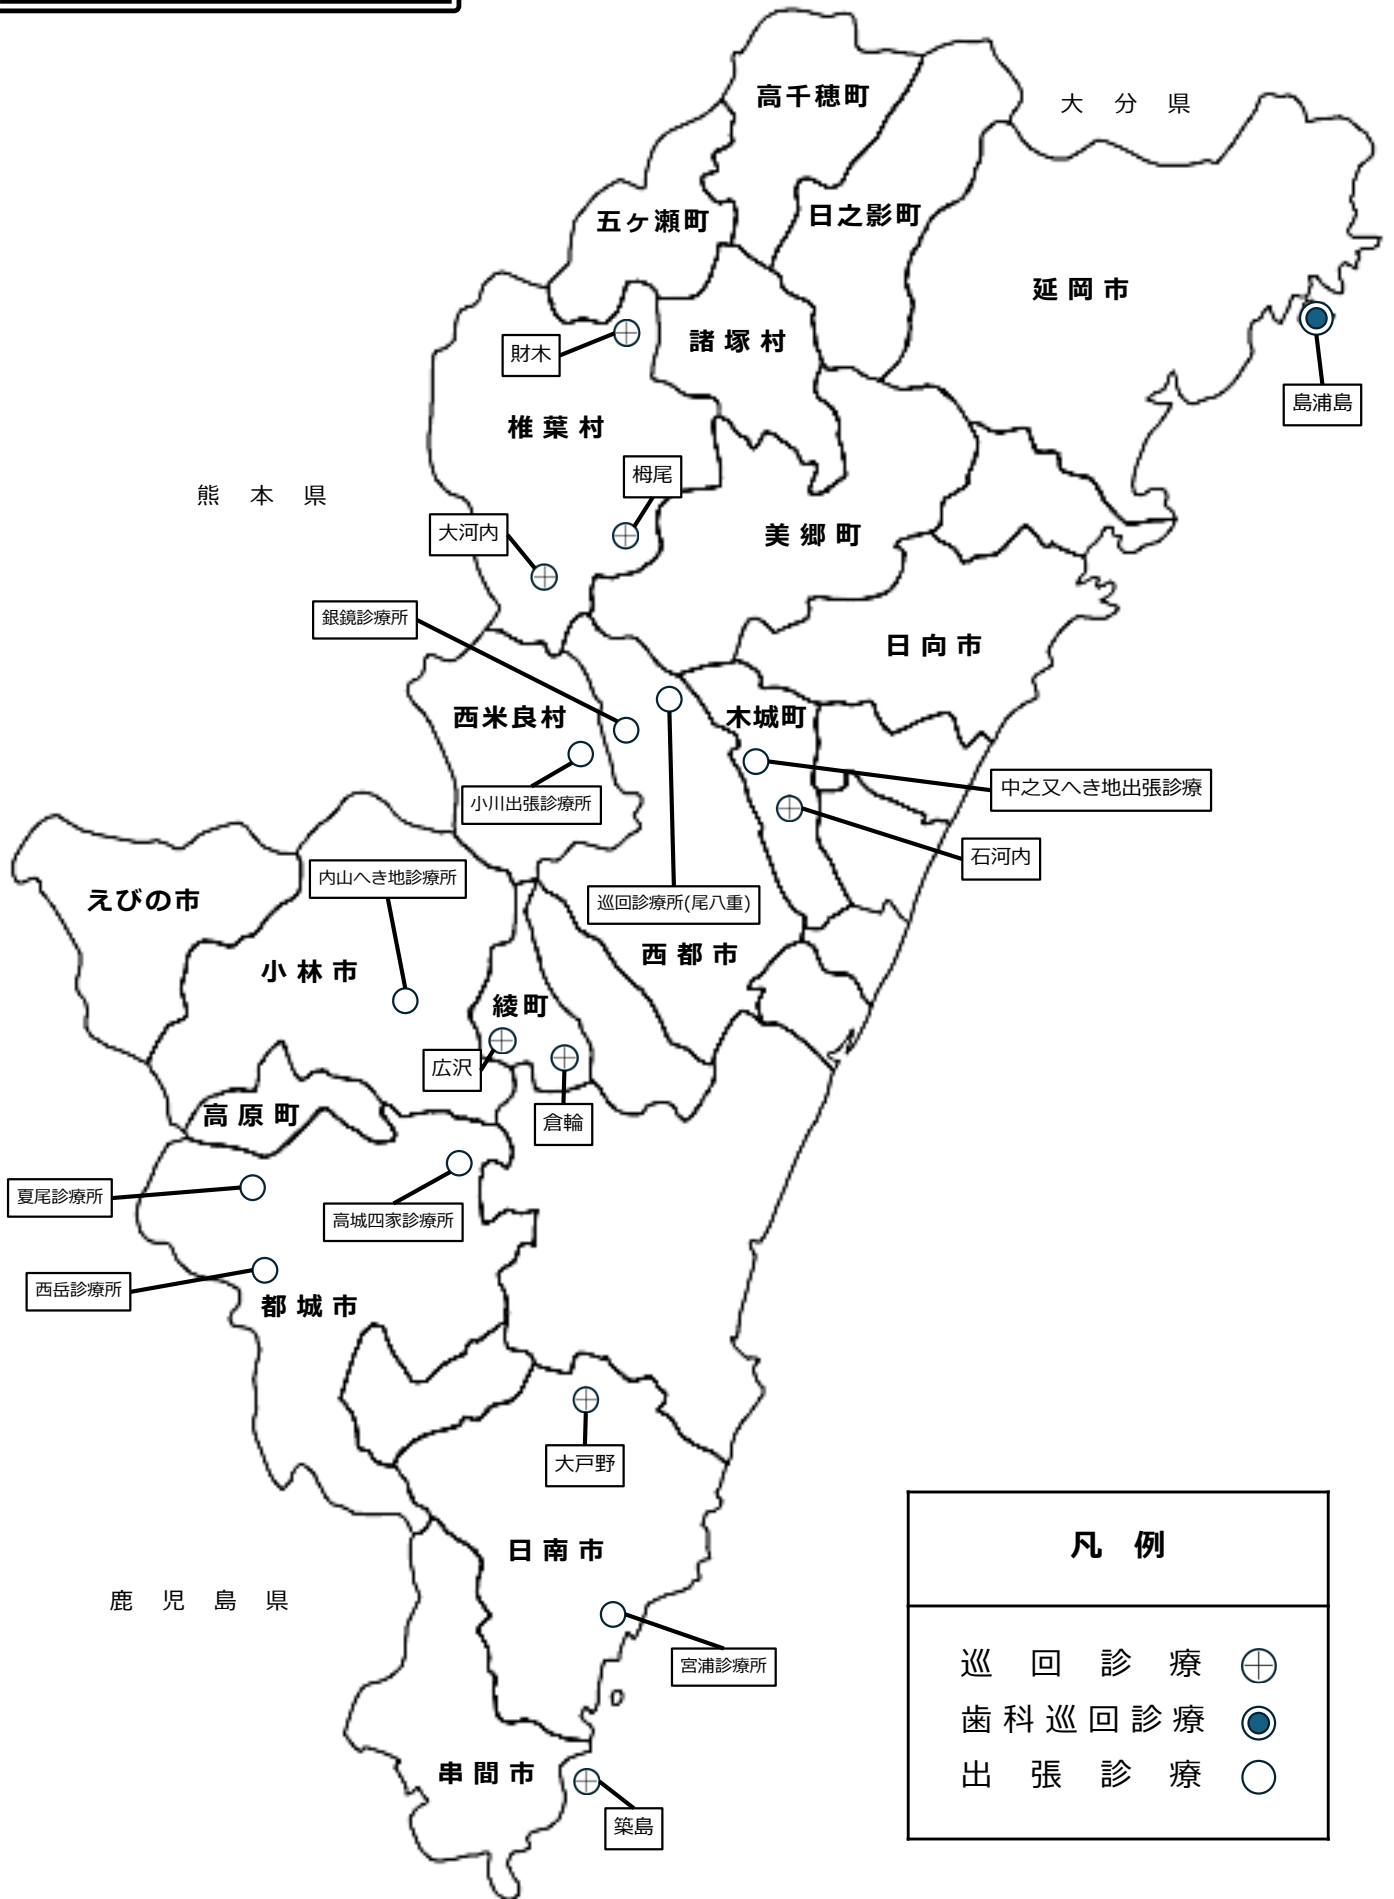 高千穂町
大 分 県
五ヶ瀬町
日之影町
延岡市
諸塚村
財木
島浦島
椎葉村
栂尾
熊 本 県
大河内
美郷町
銀鏡診療所
日向市
西米良村
木城町
小川出張診療所
中之又へき地出張診療
石河内
内山へき地診療所
えびの市
巡回診療所(尾八重)
西都市
小林市
綾町
広沢
高原町
倉輪
夏尾診療所
高城四家診療所
西岳診療所
都城市
大戸野
日南市
鹿 児 島 県
宮浦診療所
串間市
築島
凡 例
巡 回 診 療
歯科巡回診療
出 張 診 療